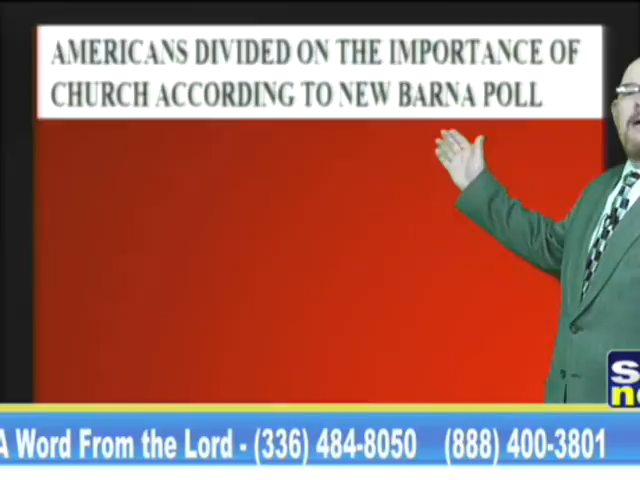 AMERICANS DIVIDED ON THE IMPORTANCE OF
CHURCH ACCORDING TO NEW BARNA POLL
A Word From the Lord - (336) 484-8050 (888) 400-3801